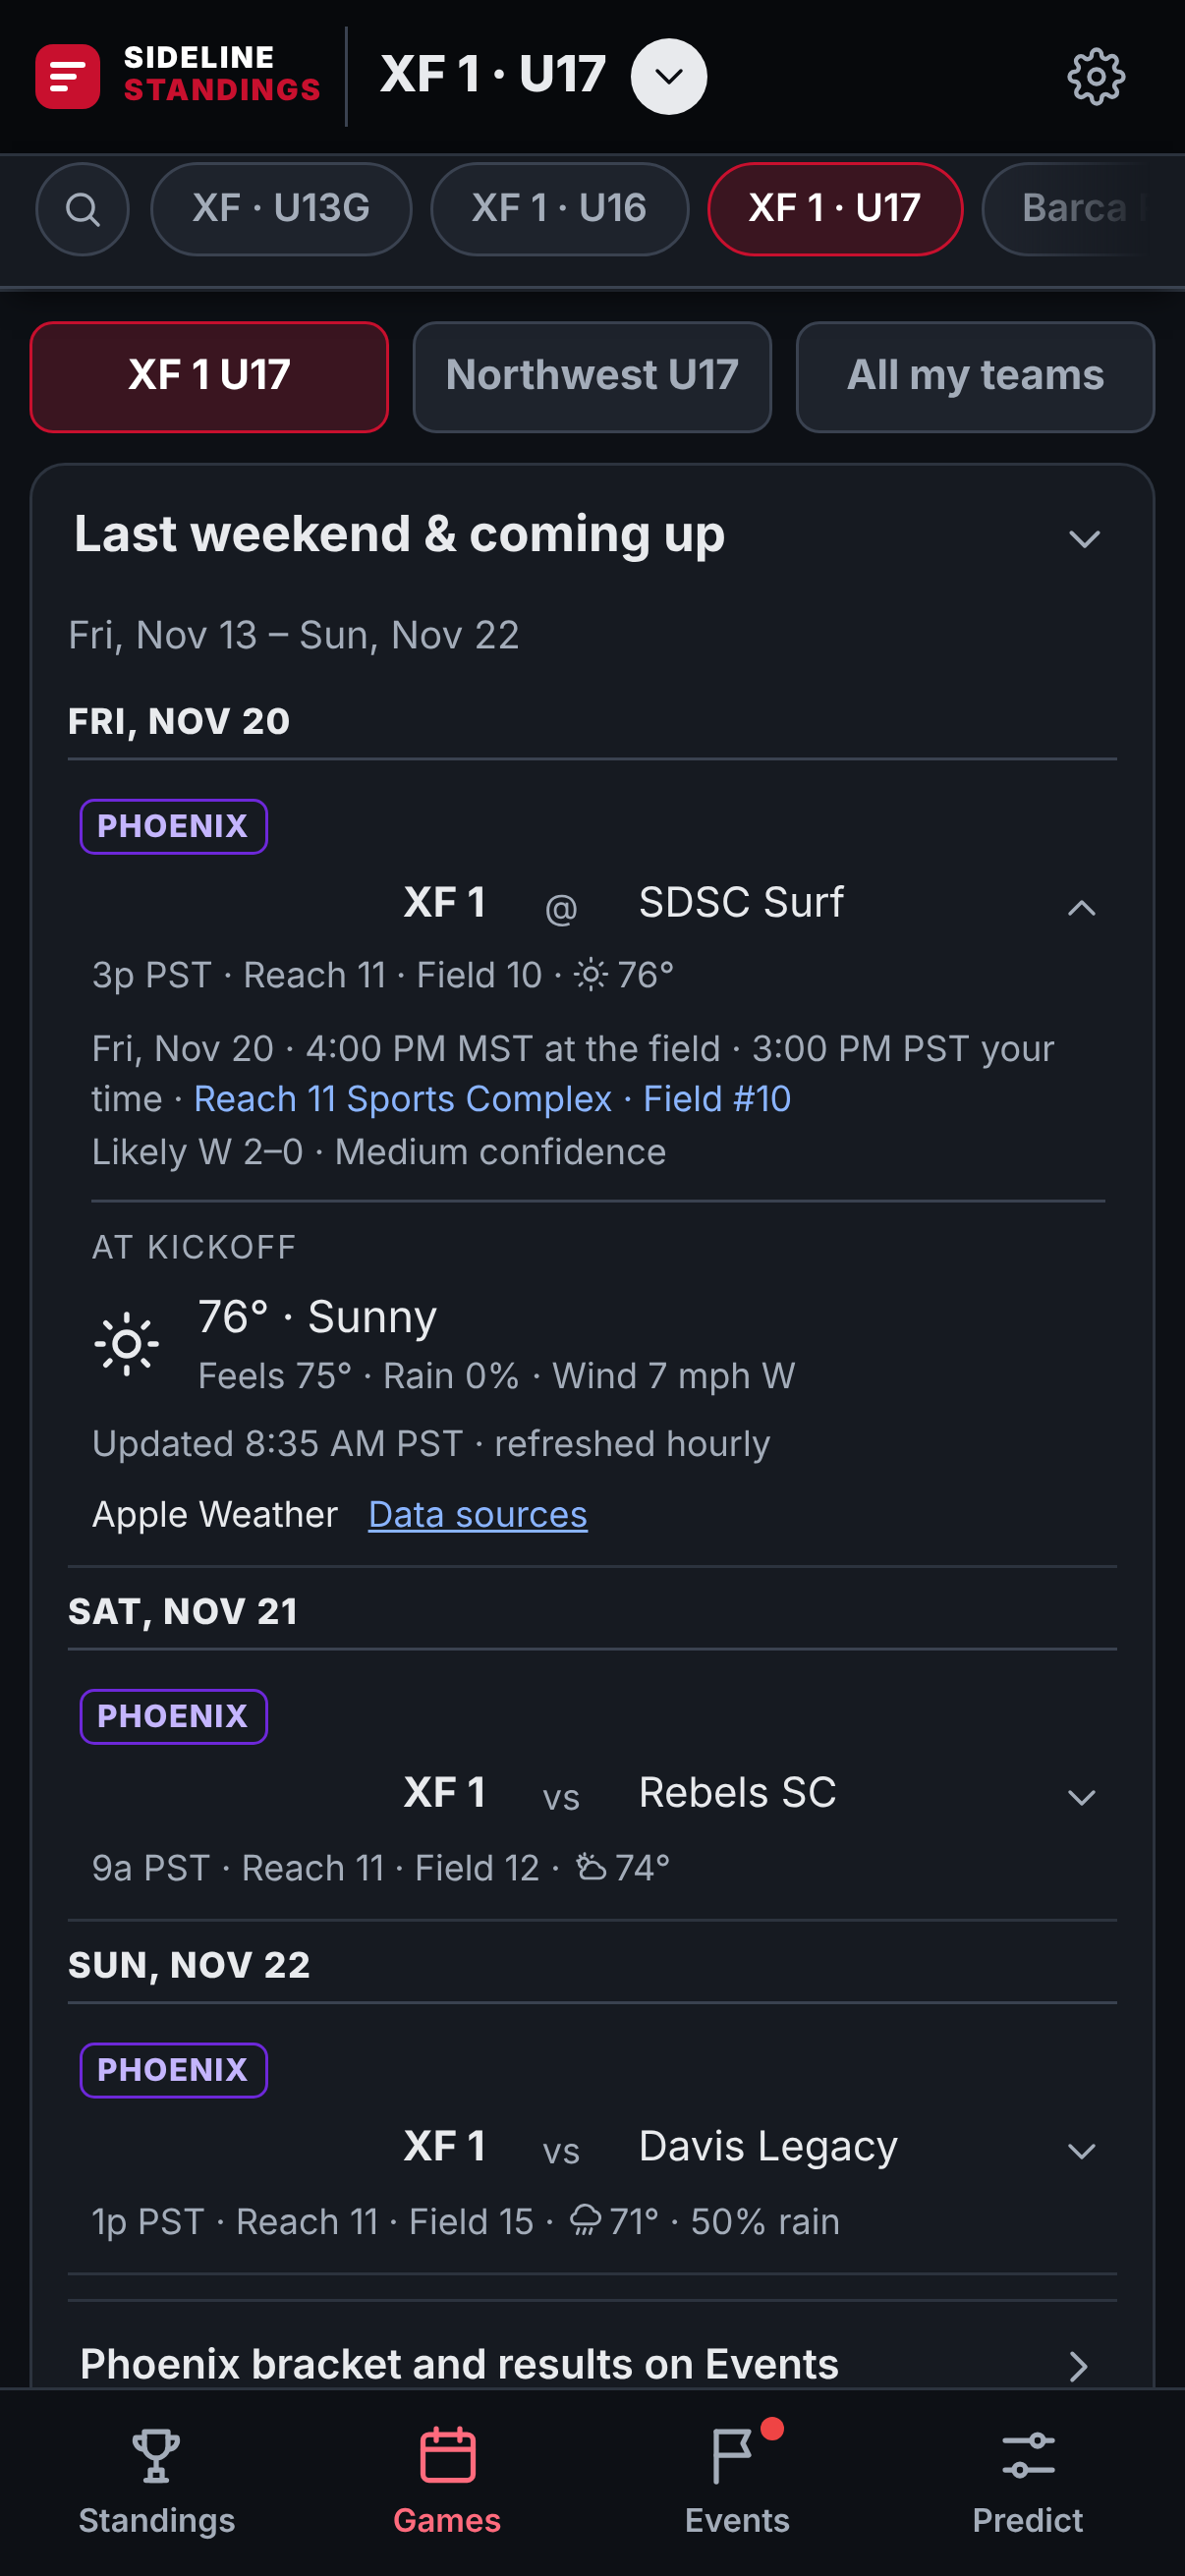 SIDELINE
STANDINGS
XF 1 · U17
XF · U13G
XF 1 · U16
XF 1 · U17
Barca
XF 1 U17
Northwest U17
All my teams
Last weekend & coming up
Fri, Nov 13 – Sun, Nov 22
FRI, NOV 20
PHOENIX
XF 1 @ SDSC Surf
3p PST · Reach 11 · Field 10 · 76°
Fri, Nov 20 · 4:00 PM MST at the field · 3:00 PM PST your
time · Reach 11 Sports Complex · Field #10
Likely W 2–0 · Medium confidence
AT KICKOFF
76° · Sunny
Feels 75° · Rain 0% · Wind 7 mph W
Updated 8:35 AM PST · refreshed hourly
Apple Weather Data sources
SAT, NOV 21
PHOENIX
XF 1 vs Rebels SC
9a PST · Reach 11 · Field 12 · 74°
SUN, NOV 22
PHOENIX
XF 1 vs Davis Legacy
1p PST · Reach 11 · Field 15 · 71° · 50% rain
Phoenix bracket and results on Events
Standings
Games
Events
Predict